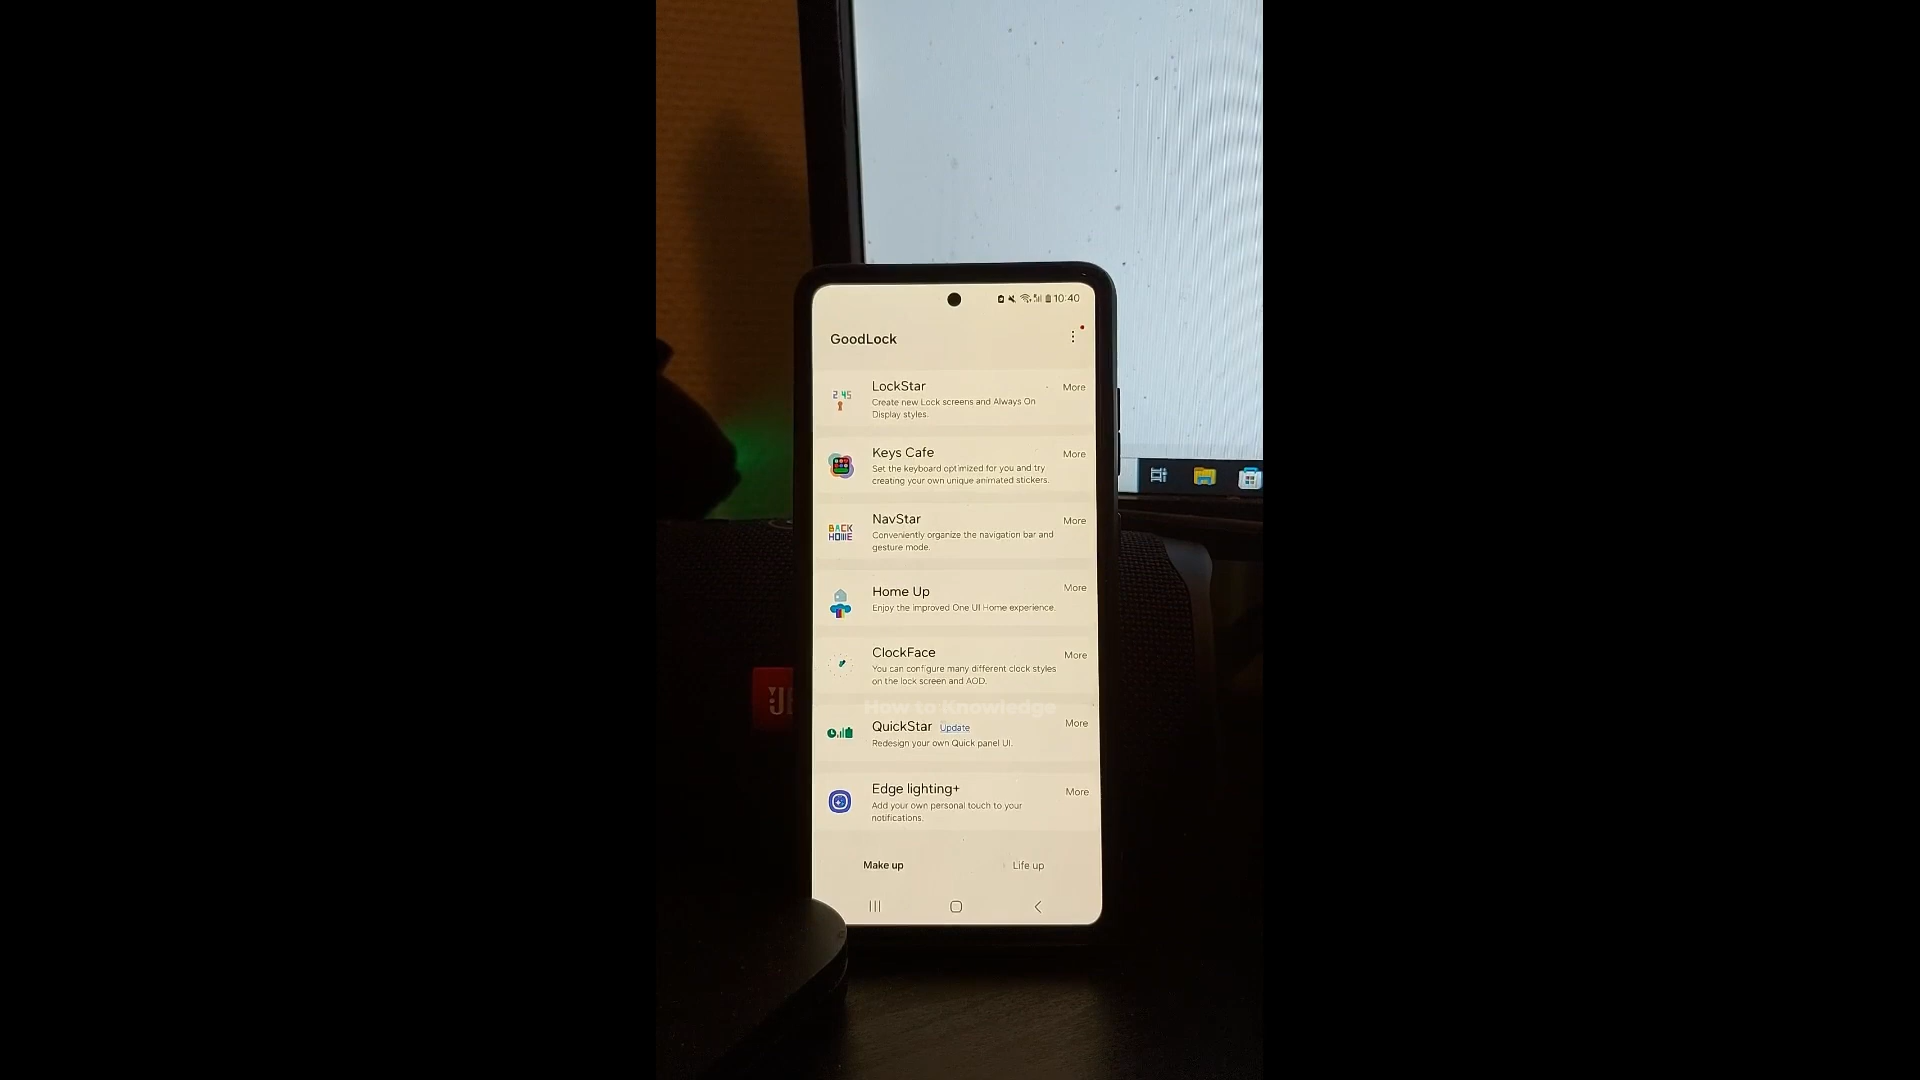 10:40
GoodLock
LockStar
More
Create new Lock screens and Always On
Display styles.
Keys Cafe
More
Set the keyboard optimized for you and try
creating your own unique animated stickers.
BACK
HOME
NavStar
More
Conveniently organize the navigation bar and
gesture mode.
Home Up
More
Enjoy the improved One UI Home experience.
ClockFace
More
You can configure many different clock styles
on the lock screen and AOD.
How to Knowledge
QuickStar Update
More
Redesign your own Quick panel UI.
Edge lighting+
More
Add your own personal touch to your
notifications.
Make up
Life up